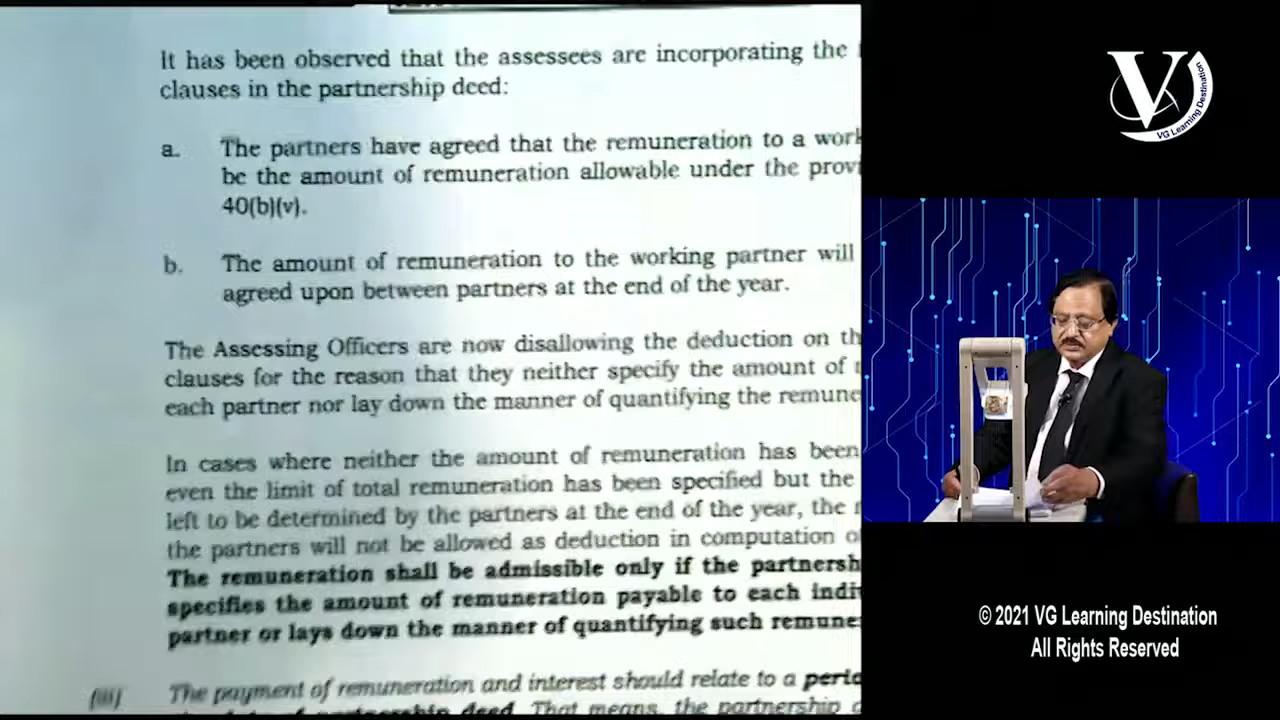 It has been observed that the assessees are incorporating the
clauses in the partnership deed:
a. The partners have agreed that the remuneration to a work
be the amount of remuneration allowable under the provi
40(b)(v).
b. The amount of remuneration to the working partner will
agreed upon between partners at the end of the year.
The Assessing Officers are now disallowing the deduction on th
clauses for the reason that they neither specify the amount of
each partner nor lay down the manner of quantifying the remune
In cases where neither the amount of remuneration has been
even the limit of total remuneration has been specified but the
left to be determined by the partners at the end of the year, the
the partners will not be allowed as deduction in computation o
The remuneration shall be admissible only if the partnersh
specifies the amount of remuneration payable to each indi
partner or lays down the manner of quantifying such remune
(iii) The payment of remuneration and interest should relate to a perio
partnership deed. That means, the partnership
V
VG Learning Destination
© 2021 VG Learning Destination
All Rights Reserved